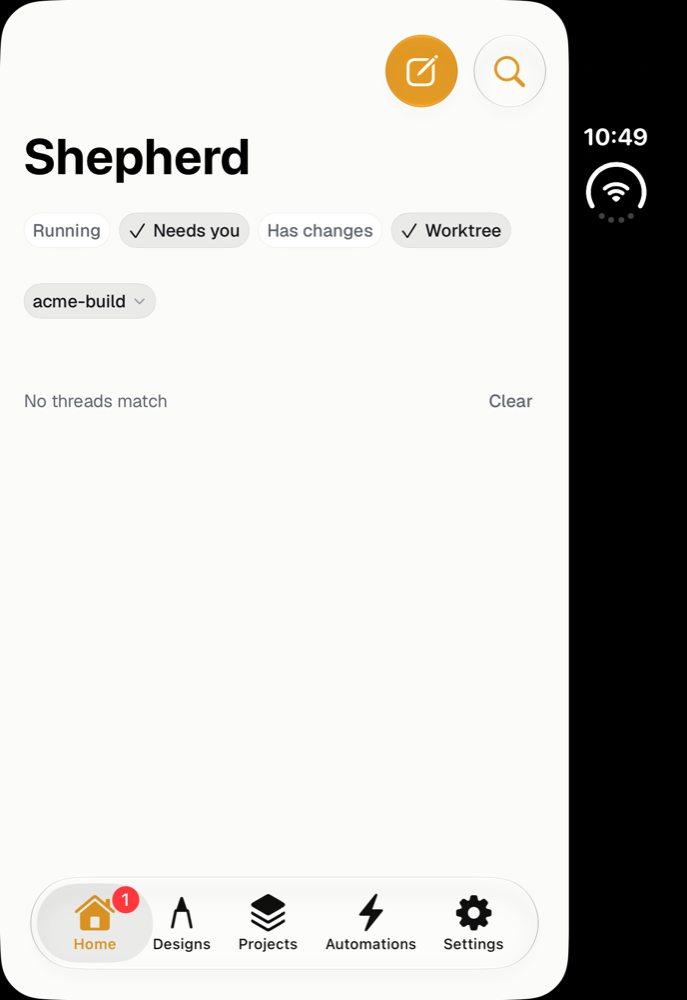 10:49
Shepherd
Running Needs you Has changes Worktree
acme-build
No threads match Clear
1
Home Designs Projects Automations Settings